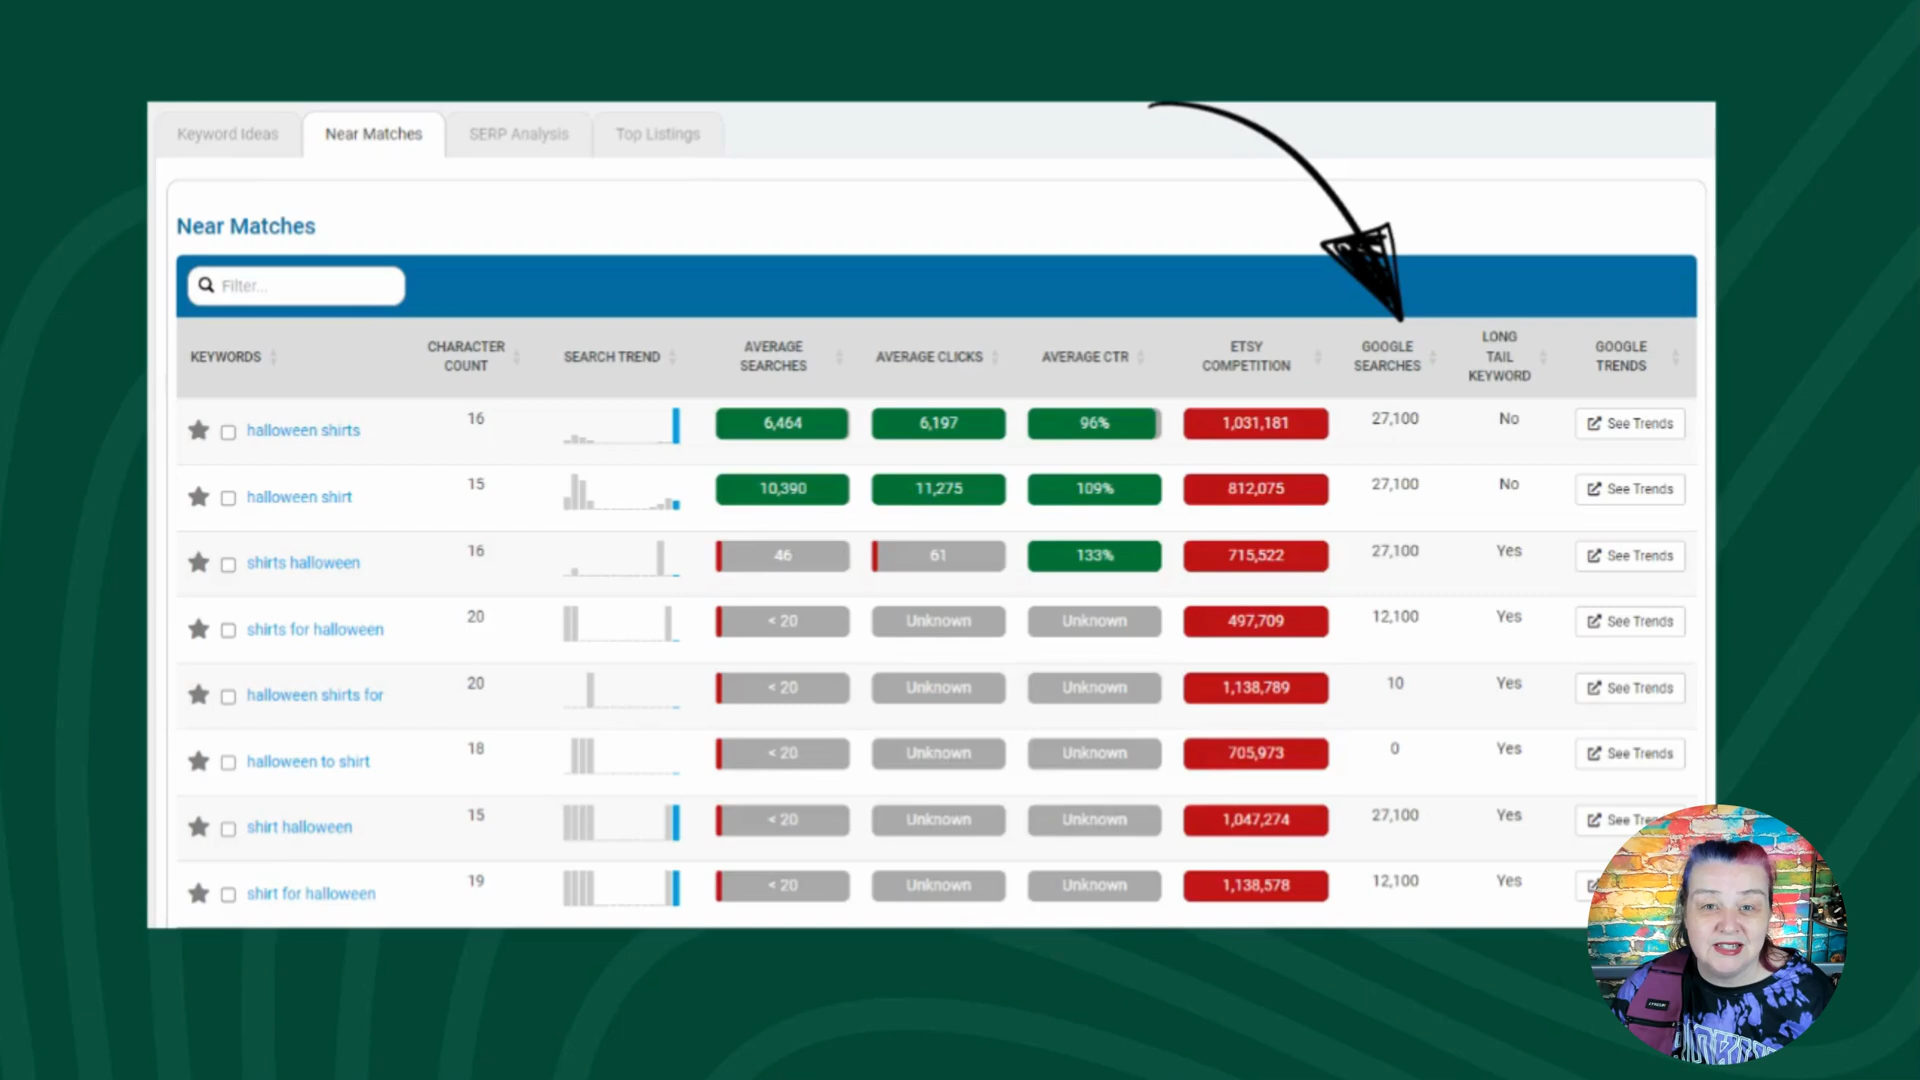 Keyword Ideas Near Matches SERP Analysis Top Listings
Near Matches
Filter...
KEYWORDS CHARACTER COUNT SEARCH TREND AVERAGE SEARCHES AVERAGE CLICKS AVERAGE CTR ETSY COMPETITION GOOGLE SEARCHES LONG TAIL KEYWORD GOOGLE TRENDS
halloween shirts 16 6,464 6,197 96% 1,031,181 27,100 No See Trends
halloween shirt 15 10,390 11,275 109% 812,075 27,100 No See Trends
shirts halloween 16 46 61 133% 715,522 27,100 Yes See Trends
shirts for halloween 20 < 20 Unknown Unknown 497,709 12,100 Yes See Trends
halloween shirts for 20 < 20 Unknown Unknown 1,138,789 10 Yes See Trends
halloween to shirt 18 < 20 Unknown Unknown 705,973 0 Yes See Trends
shirt halloween 15 < 20 Unknown Unknown 1,047,274 27,100 Yes See
shirt for halloween 19 < 20 Unknown Unknown 1,138,578 12,100 Yes